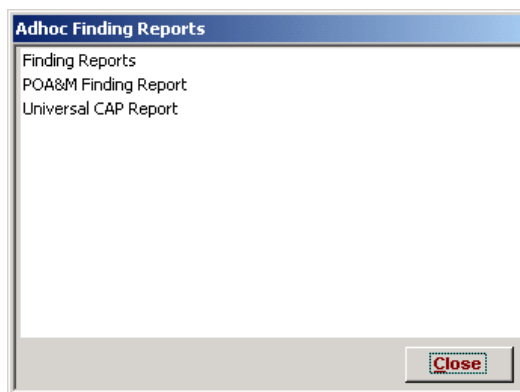 Adhoc Finding Reports
Finding Reports
POA&M Finding Report
Universal CAP Report
Close